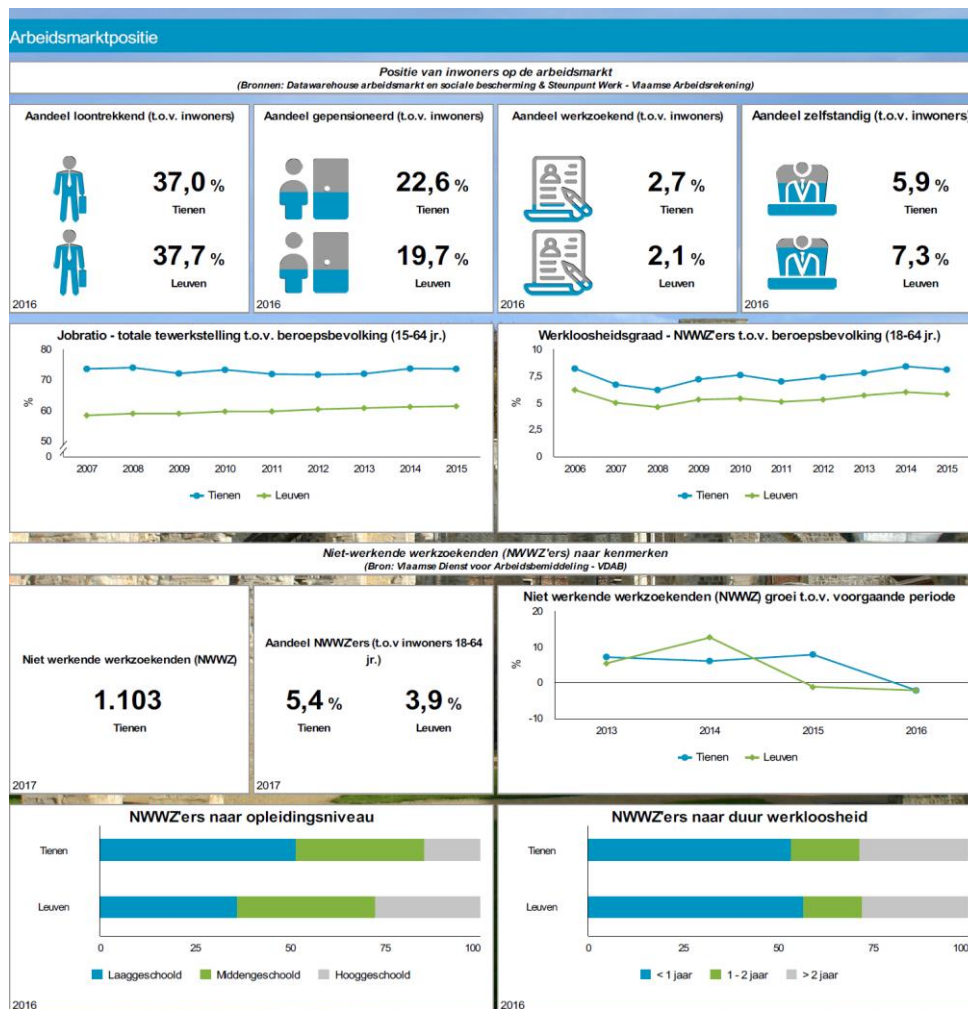 Arbeidsmarktpositie
Positie van inwoners op de arbeidsmarkt
(Bronnen: Datawarehouse arbeidsmarkt en sociale bescherming & Steunpunt Werk - Vlaamse Arbeidsrekening)
Aandeel loontrekkend (t.o.v. inwoners)
37,0 %
Tienen
37,7 %
Leuven
2016
Aandeel gepensioneerd (t.o.v. inwoners)
22,6 %
Tienen
19,7 %
Leuven
2016
Aandeel werkzoekend (t.o.v. inwoners)
2,7 %
Tienen
2,1 %
Leuven
2016
Aandeel zelfstandig (t.o.v. inwoners)
5,9 %
Tienen
7,3 %
Leuven
2016
Jobratio - totale tewerkstelling t.o.v. beroepsbevolking (15-64 jr.)
80
70
60
50
0
%
2007 2008 2009 2010 2011 2012 2013 2014 2015
Tienen Leuven
Werkloosheidsgraad - NWWZ'ers t.o.v. beroepsbevolking (18-64 jr.)
10
7,5
5
2,5
0
%
2006 2007 2008 2009 2010 2011 2012 2013 2014 2015
Tienen Leuven
Niet-werkende werkzoekenden (NWWZ'ers) naar kenmerken
(Bron: Vlaamse Dienst voor Arbeidsbemiddeling - VDAB)
Niet werkende werkzoekenden (NWWZ)
1.103
Tienen
2017
Aandeel NWWZ'ers (t.o.v inwoners 18-64
jr.)
5,4 % 3,9 %
Tienen Leuven
2017
Niet werkende werkzoekenden (NWWZ) groei t.o.v. voorgaande periode
20
10
0
-10
%
2013 2014 2015 2016
Tienen Leuven
NWWZ'ers naar opleidingsniveau
Tienen
Leuven
0 25 50 75 100
Laaggeschoold Middengeschoold Hooggeschoold
2016
NWWZ'ers naar duur werkloosheid
Tienen
Leuven
0 25 50 75 100
< 1 jaar 1 - 2 jaar > 2 jaar
2016